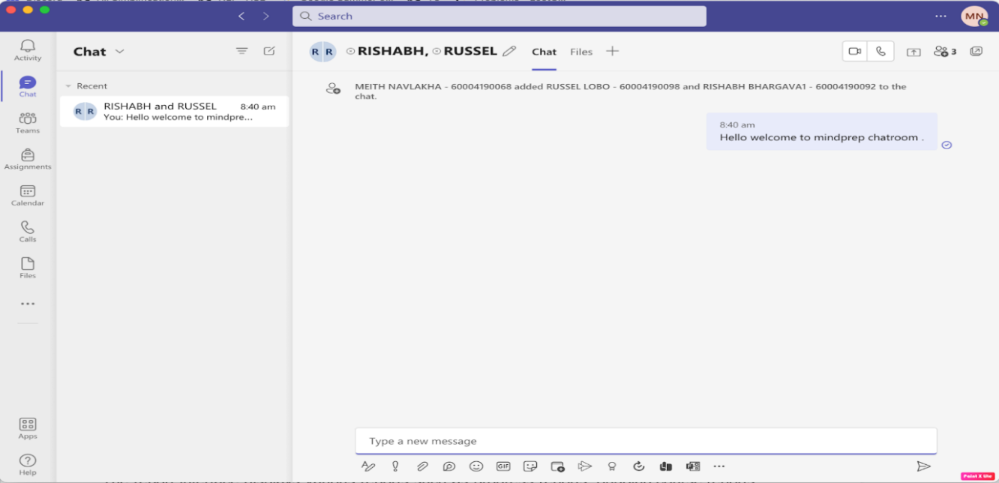 Search
MN
Activity
Chat
Teams
Assignments
Calendar
Calls
Files
Apps
Help
Chat
Recent
R R
RISHABH and RUSSEL 8:40 am
You: Hello welcome to mindpre...
R R
RISHABH, RUSSEL
Chat Files
3
MEITH NAVLAKHA - 60004190068 added RUSSEL LOBO - 60004190098 and RISHABH BHARGAVA1 - 60004190092 to the
chat.
8:40 am
Hello welcome to mindprep chatroom .
Type a new message
GIF
Paint X lite